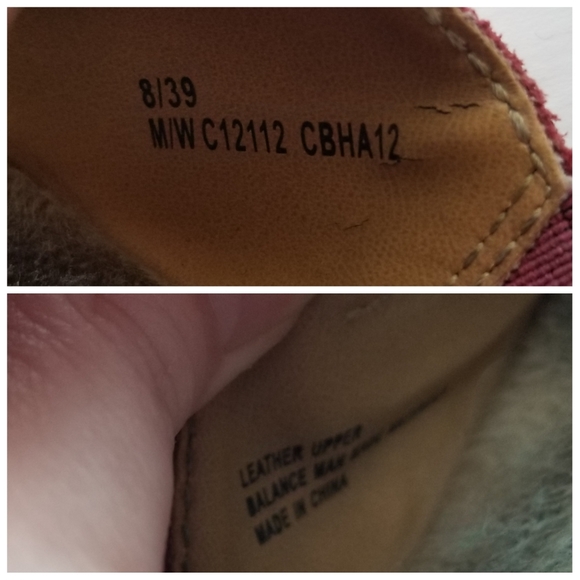 8/39
M/W C12112 CBHA12
LEATHER UPPER
BALANCE MAN MADE
MADE IN CHINA